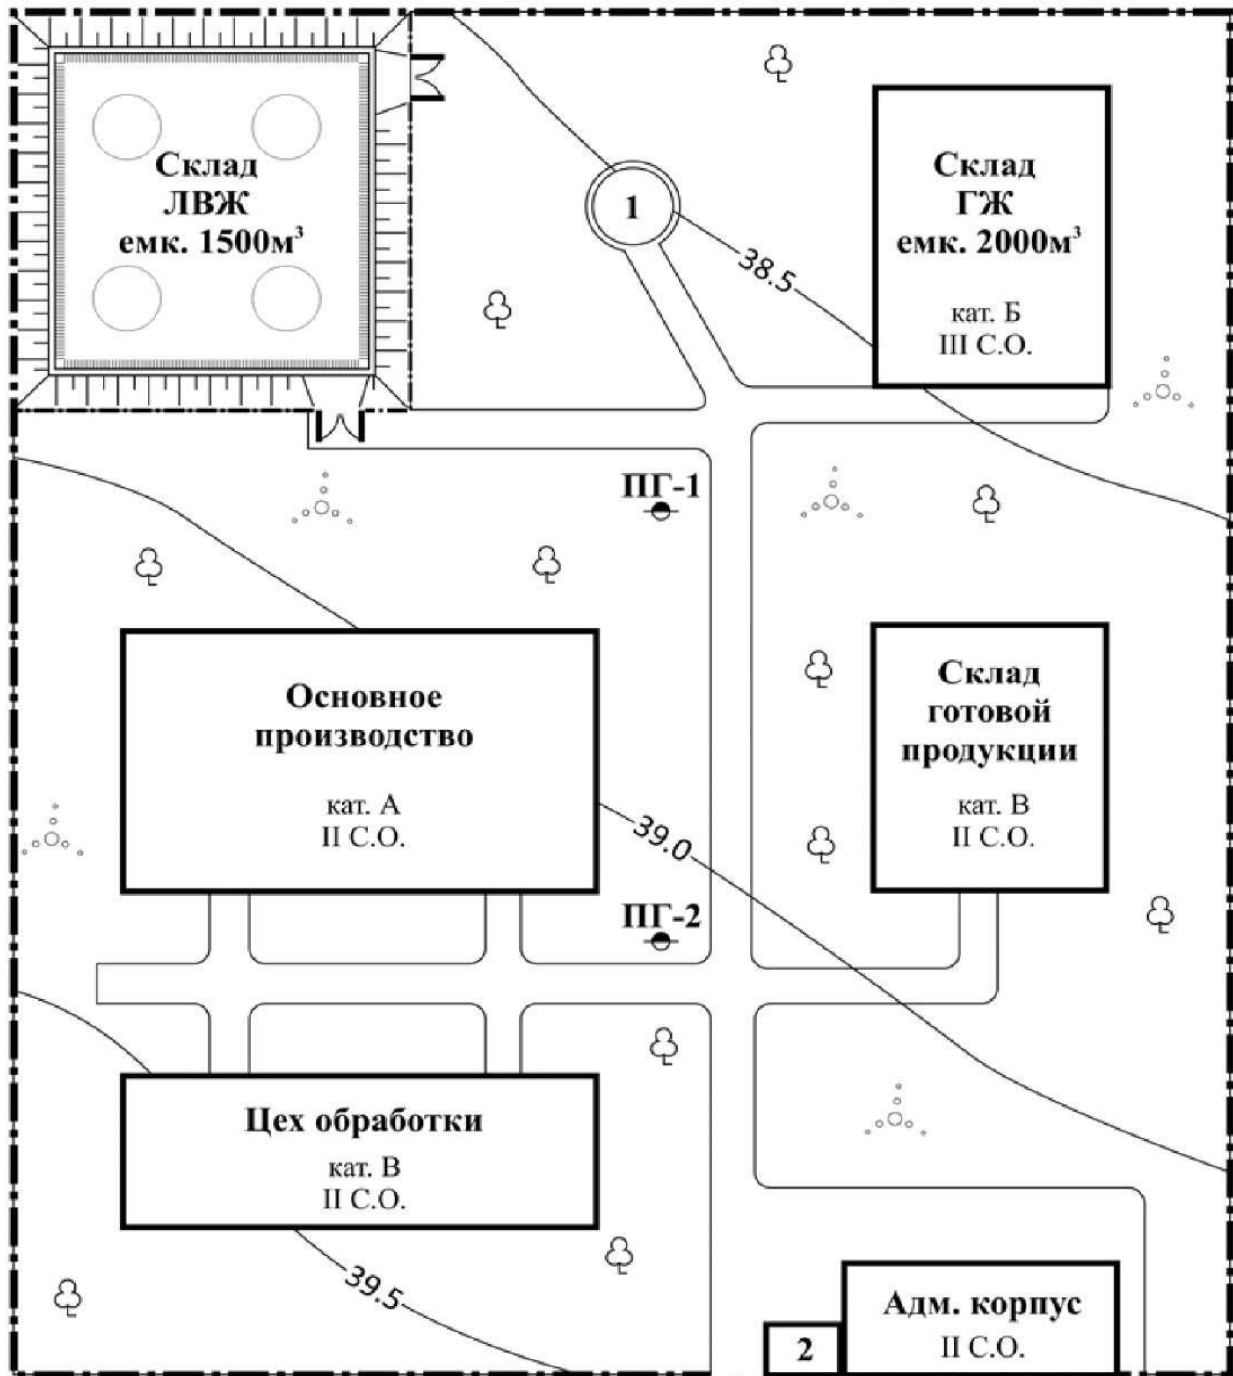 Склад
ЛВЖ
емк. 1500м³
1
Склад
ГЖ
емк. 2000м³
кат. Б
III С.О.
38.5
ПГ-1
Основное
производство
кат. А
II С.О.
Склад
готовой
продукции
кат. В
II С.О.
39.0
ПГ-2
Цех обработки
кат. В
II С.О.
39.5
Адм. корпус
II С.О.
2